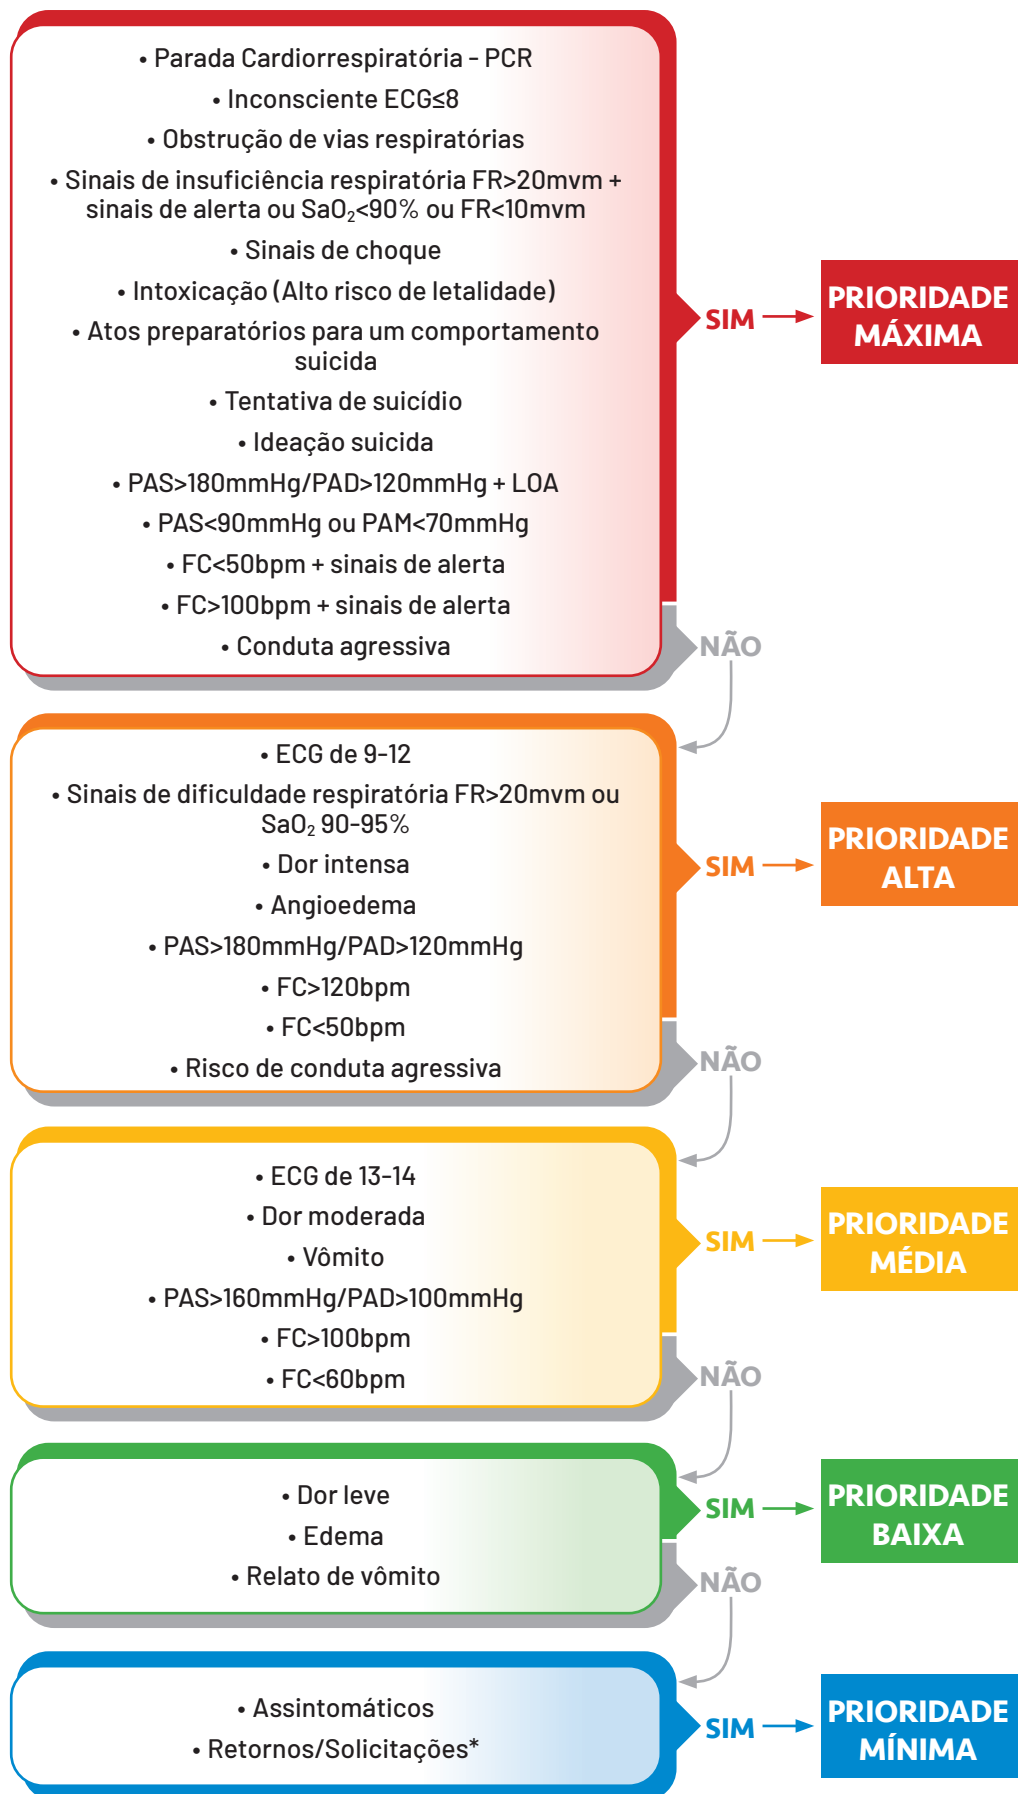 • Parada Cardiorrespiratória - PCR
• Inconsciente ECG≤8
• Obstrução de vias respiratórias
• Sinais de insuficiência respiratória FR>20mvm +
sinais de alerta ou SaO₂<90% ou FR<10mvm
• Sinais de choque
• Intoxicação (Alto risco de letalidade)
• Atos preparatórios para um comportamento
suicida
• Tentativa de suicídio
• Ideação suicida
• PAS>180mmHg/PAD>120mmHg + LOA
• PAS<90mmHg ou PAM<70mmHg
• FC<50bpm + sinais de alerta
• FC>100bpm + sinais de alerta
• Conduta agressiva
SIM
PRIORIDADE
MÁXIMA
NÃO
• ECG de 9-12
• Sinais de dificuldade respiratória FR>20mvm ou
SaO₂ 90-95%
• Dor intensa
• Angioedema
• PAS>180mmHg/PAD>120mmHg
• FC>120bpm
• FC<50bpm
• Risco de conduta agressiva
SIM
PRIORIDADE
ALTA
NÃO
• ECG de 13-14
• Dor moderada
• Vômito
• PAS>160mmHg/PAD>100mmHg
• FC>100bpm
• FC<60bpm
SIM
PRIORIDADE
MÉDIA
NÃO
• Dor leve
• Edema
• Relato de vômito
SIM
PRIORIDADE
BAIXA
NÃO
• Assintomáticos
• Retornos/Solicitações*
SIM
PRIORIDADE
MÍNIMA